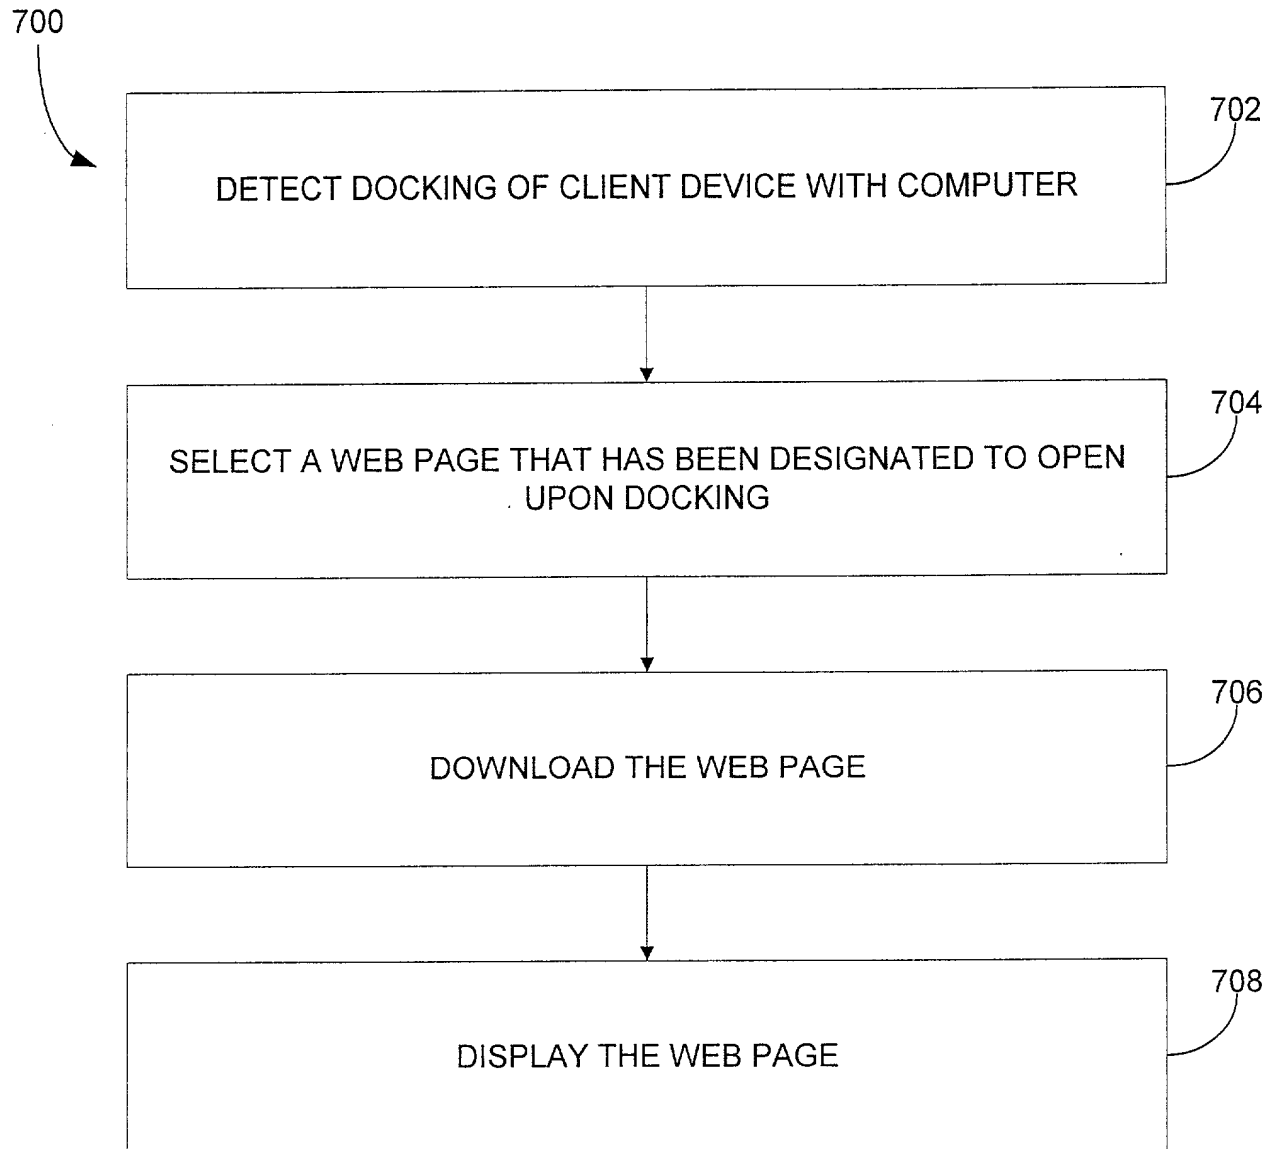 700
702
DETECT DOCKING OF CLIENT DEVICE WITH COMPUTER
704
SELECT A WEB PAGE THAT HAS BEEN DESIGNATED TO OPEN
UPON DOCKING
706
DOWNLOAD THE WEB PAGE
708
DISPLAY THE WEB PAGE